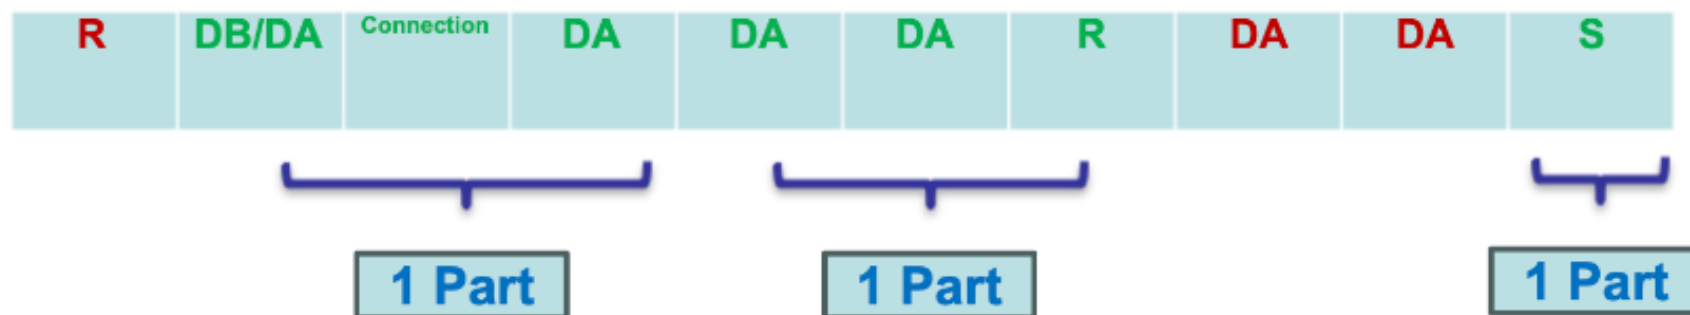 R DB/DA Connection DA DA DA R DA DA S
1 Part 1 Part 1 Part